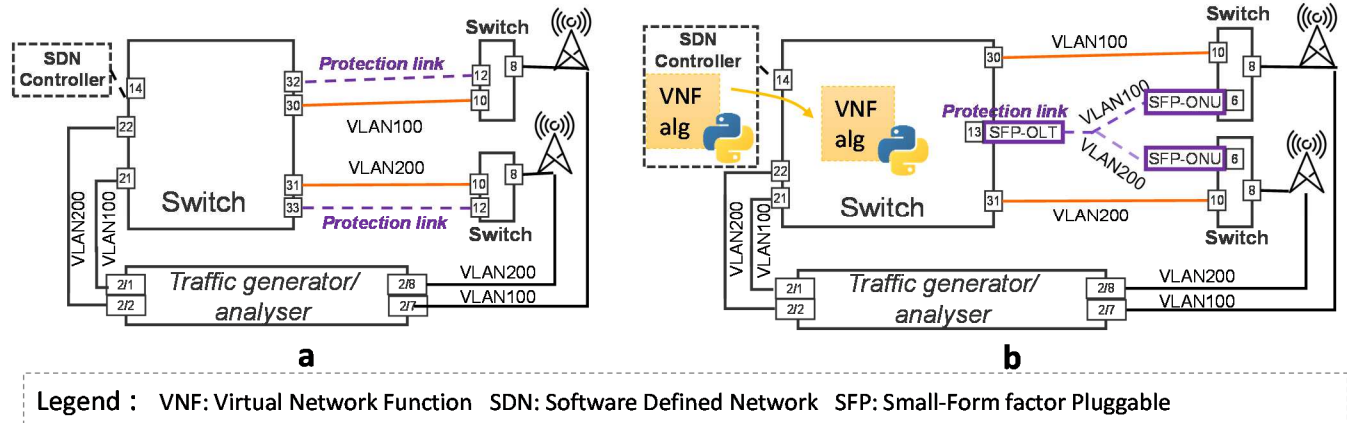 Switch
SDN
Controller
14
32
Protection link
12
8
30
10
VLAN100
22
21
VLAN200
VLAN100
Switch
31
VLAN200
10
8
33
Protection link
12
Switch
2/1
2/2
Traffic generator/
analyser
2/8
2/7
VLAN200
VLAN100
a
Switch
SDN
Controller
VNF
alg
14
VNF
alg
30
VLAN100
10
8
Protection link
13
SFP-OLT
VLAN100
VLAN200
SFP-ONU
6
SFP-ONU
6
22
21
VLAN200
VLAN100
Switch
31
VLAN200
10
8
Switch
2/1
2/2
Traffic generator/
analyser
2/8
2/7
VLAN200
VLAN100
b
Legend : VNF: Virtual Network Function SDN: Software Defined Network SFP: Small-Form factor Pluggable